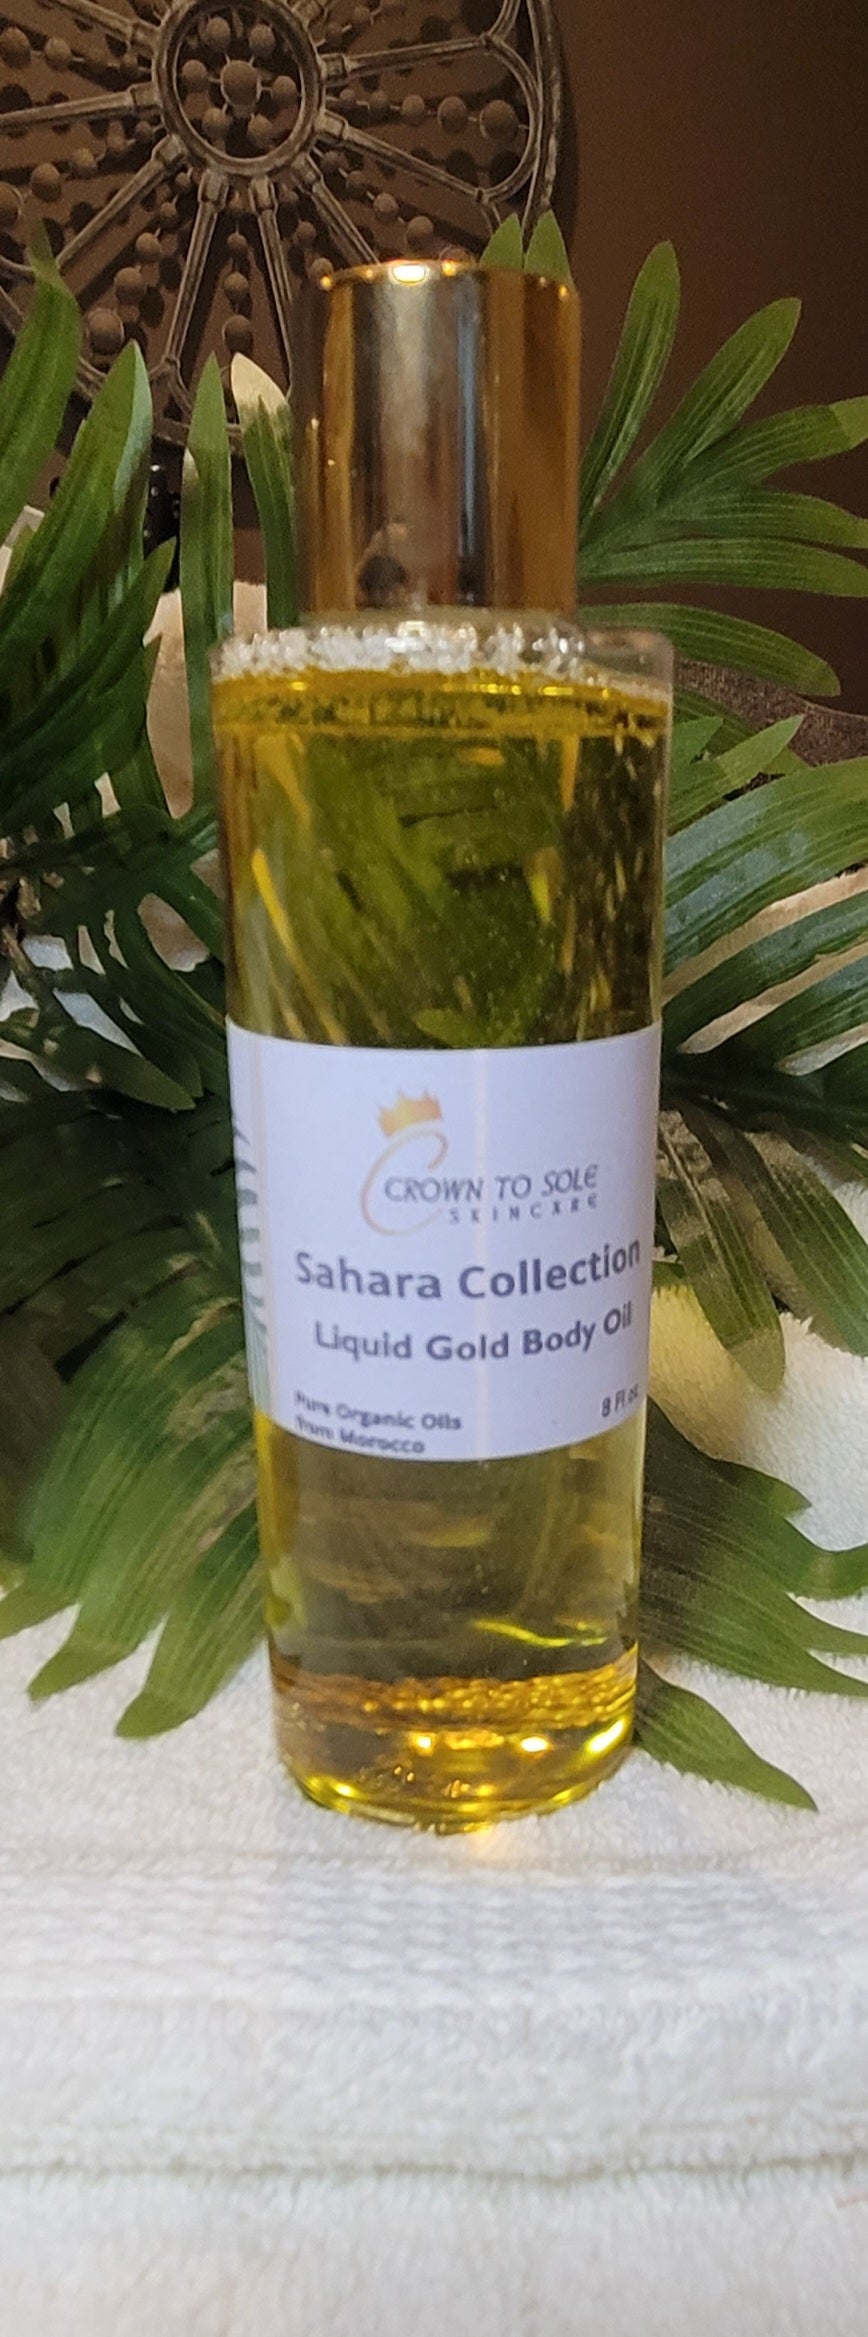 CROWN TO SOLE
SKINCARE
Sahara Collection
Liquid Gold Body Oil
Pure Organic Oils
from Morocco
8 Fl oz